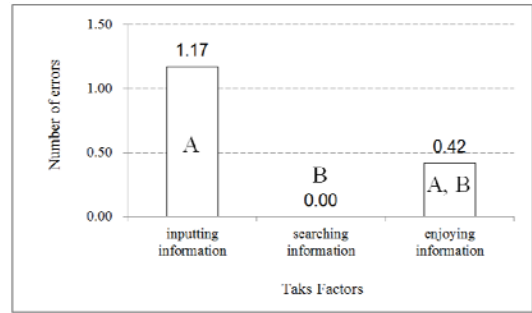 1.50
1.17
1.00
Number of errors
A
0.50
0.42
B
A, B
0.00
0.00
inputting information
searching information
enjoying information
Taks Factors